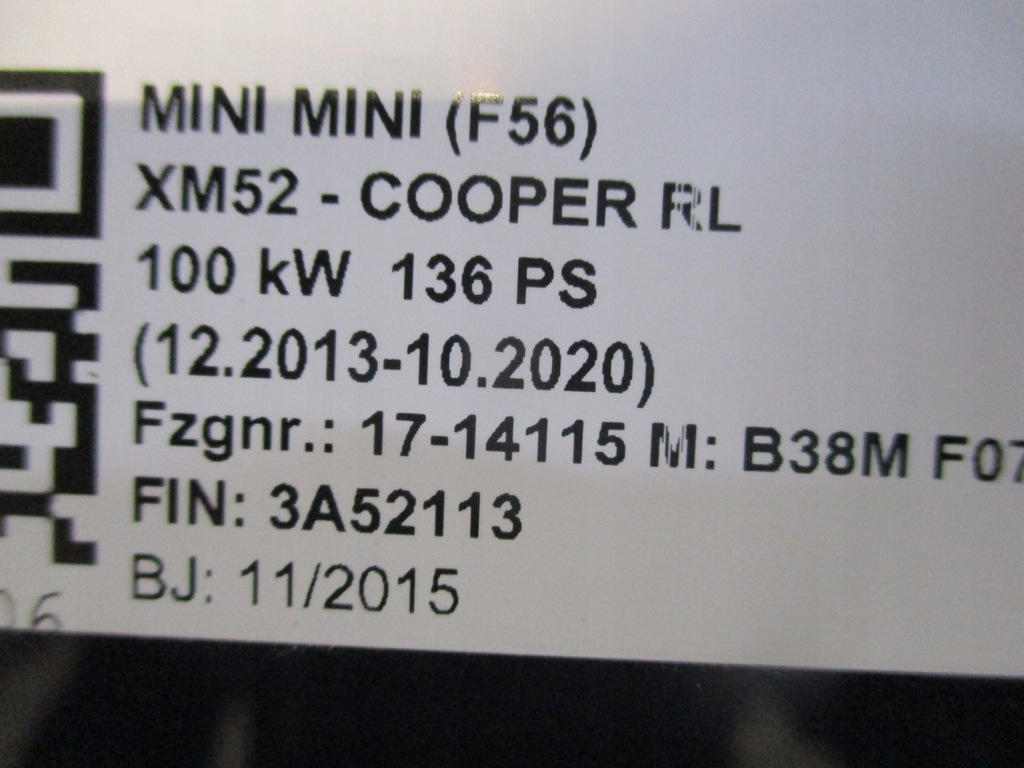 MINI MINI (F56)
XM52 - COOPER RL
100 kW 136 PS
(12.2013-10.2020)
Fzgnr.: 17-14115 M: B38M F07
FIN: 3A52113
BJ: 11/2015